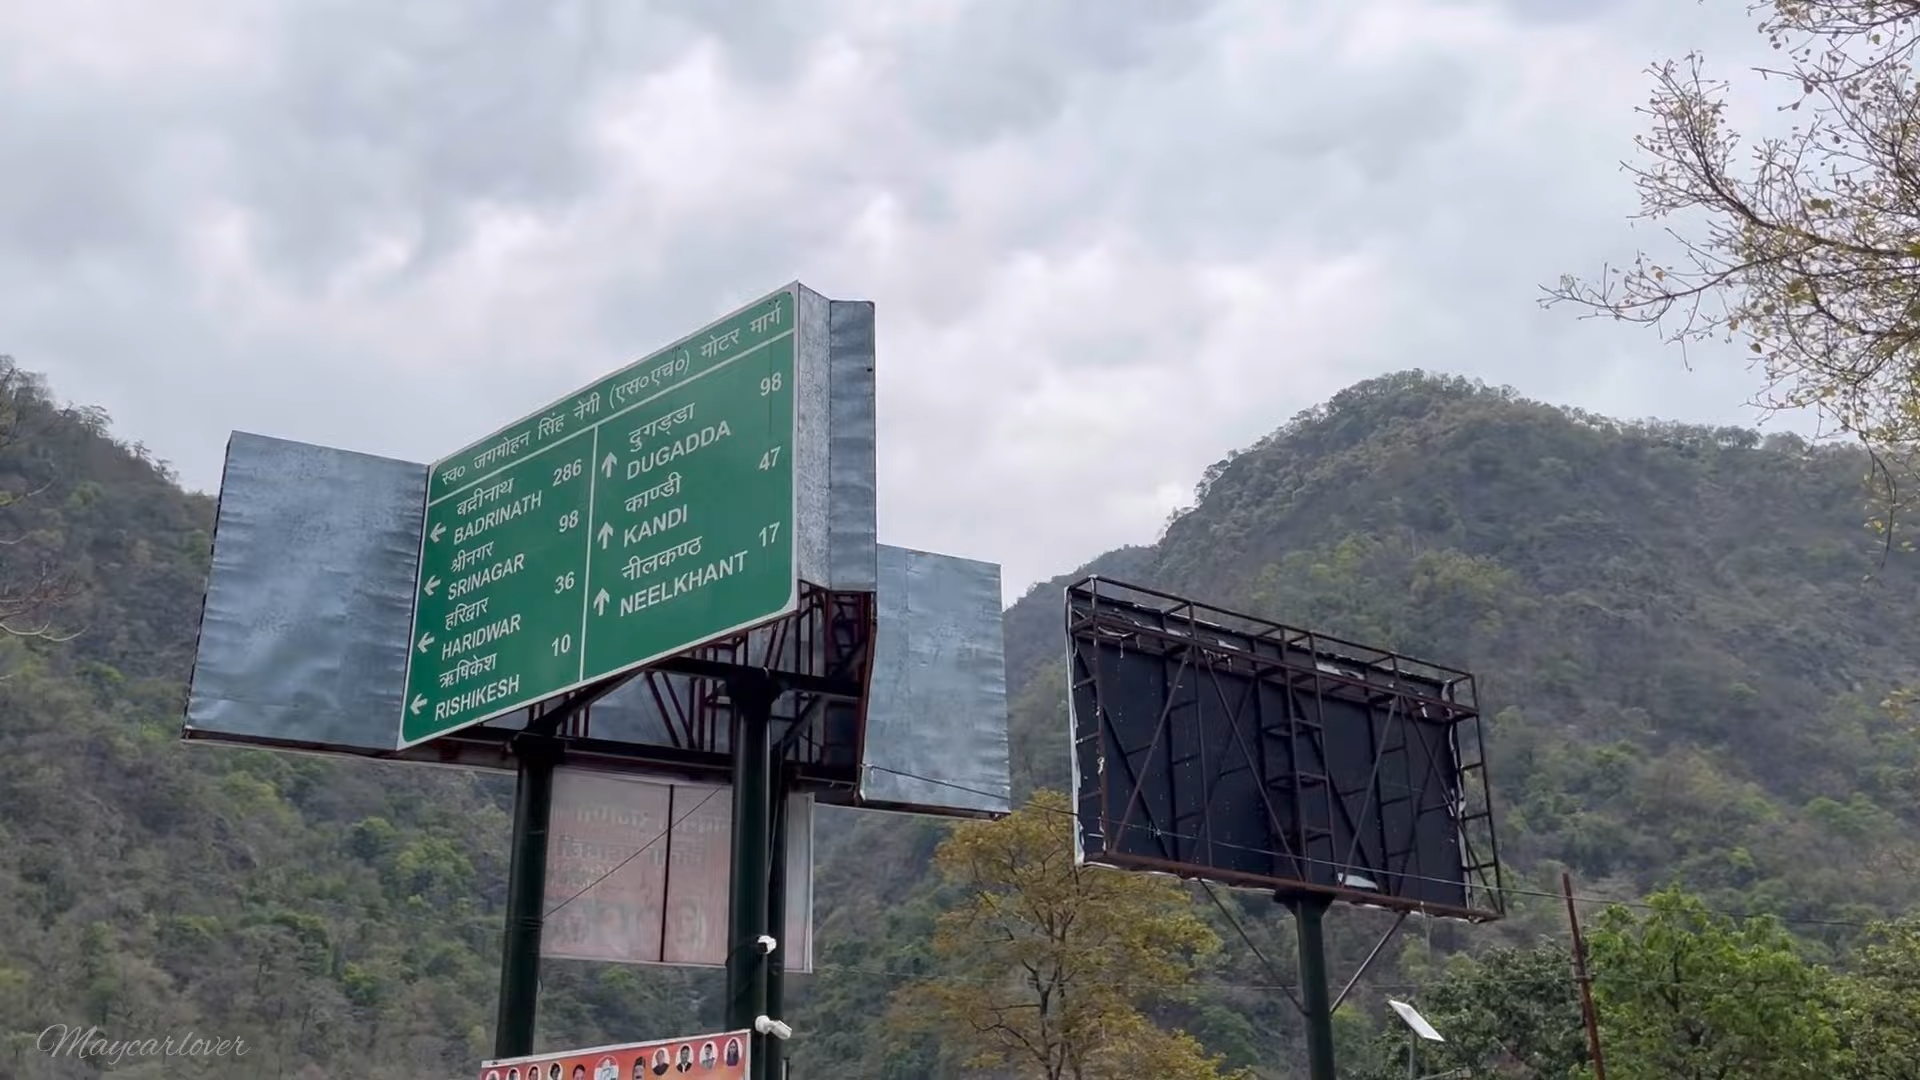 स्व० जगमोहन सिंह नेगी (एस०एच०) मोटर मार्ग
बद्रीनाथ 286
← BADRINATH
श्रीनगर 98
← SRINAGAR
हरिद्वार 36
← HARIDWAR
ऋषिकेश 10
← RISHIKESH
दुगड्डा 98
↑ DUGADDA
काण्डी 47
↑ KANDI
नीलकण्ठ 17
↑ NEELKHANT
Maycarlover